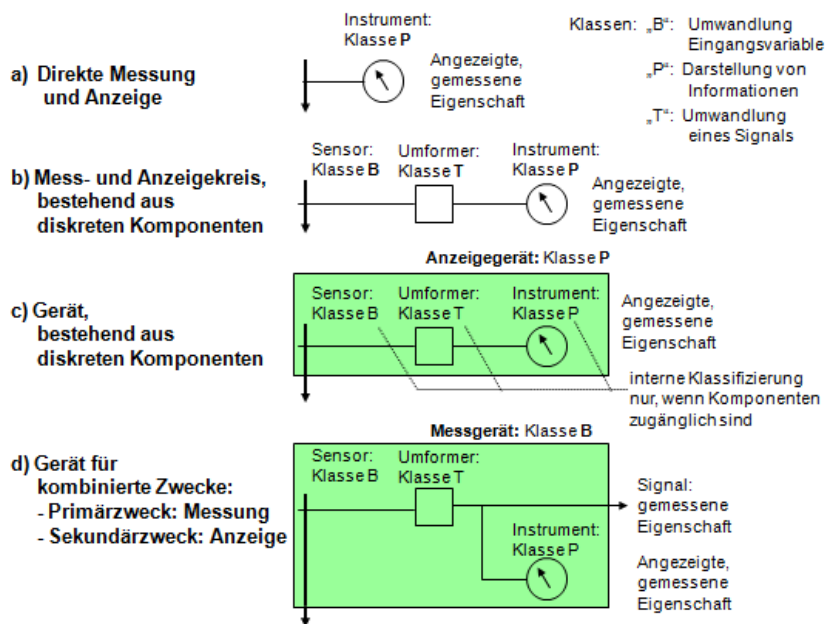 Instrument:
Klasse P
Klassen: „B“: Umwandlung
Eingangsvariable
„P“: Darstellung von
Informationen
„T“: Umwandlung
eines Signals
a) Direkte Messung
und Anzeige
Angezeigte,
gemessene
Eigenschaft
Sensor:
Klasse B
Umformer:
Klasse T
Instrument:
Klasse P
b) Mess- und Anzeigekreis,
bestehend aus
diskreten Komponenten
Angezeigte,
gemessene
Eigenschaft
Anzeigegerät: Klasse P
c) Gerät,
bestehend aus
diskreten Komponenten
Sensor:
Klasse B
Umformer:
Klasse T
Instrument:
Klasse P
Angezeigte,
gemessene
Eigenschaft
interne Klassifizierung
nur, wenn Komponenten
zugänglich sind
Messgerät: Klasse B
d) Gerät für
kombinierte Zwecke:
- Primärzweck: Messung
- Sekundärzweck: Anzeige
Sensor:
Klasse B
Umformer:
Klasse T
Signal:
gemessene
Eigenschaft
Instrument:
Klasse P
Angezeigte,
gemessene
Eigenschaft